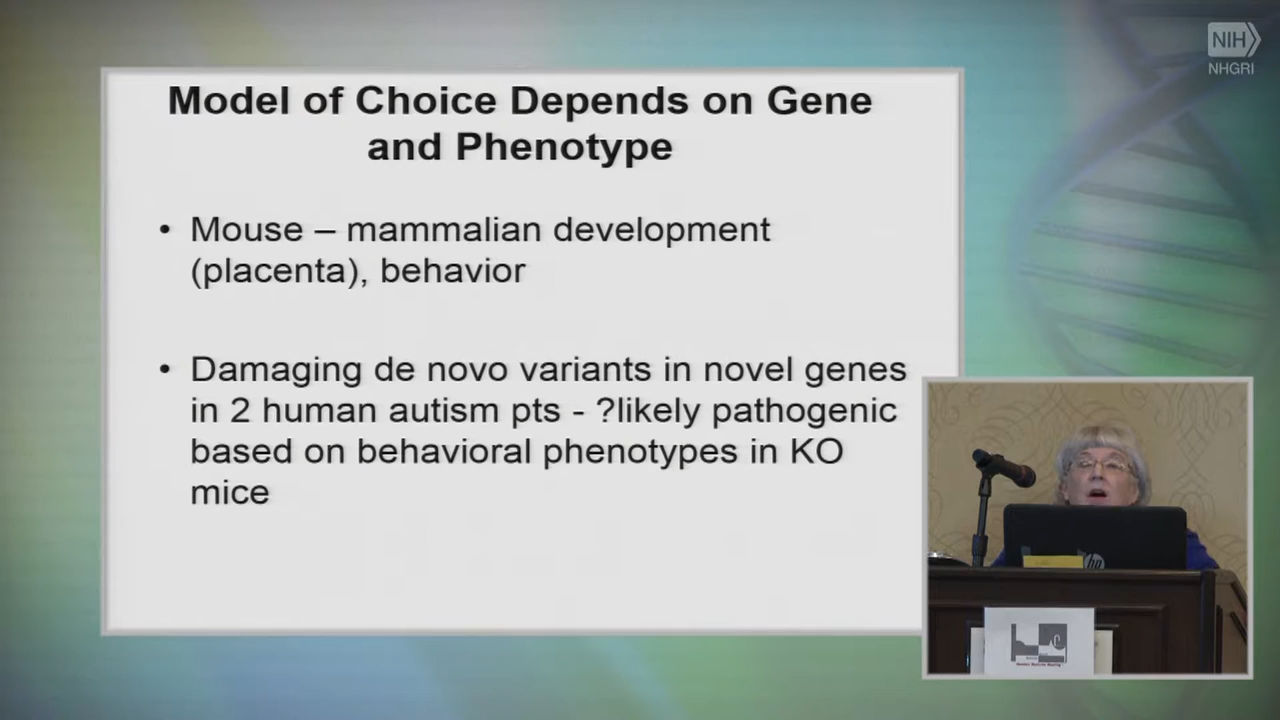 NIH
NHGRI
Model of Choice Depends on Gene
and Phenotype
• Mouse – mammalian development
(placenta), behavior
• Damaging de novo variants in novel genes
in 2 human autism pts - ?likely pathogenic
based on behavioral phenotypes in KO
mice
hp